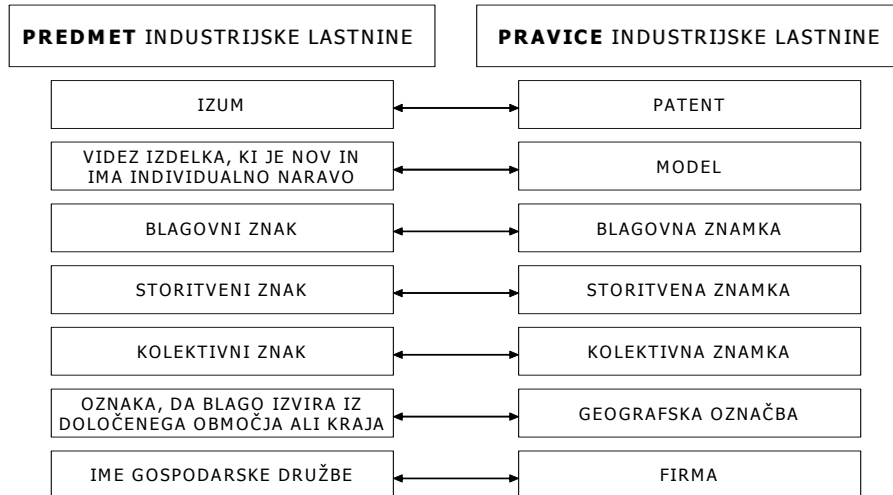 PREDMET INDUSTRIJSKE LASTNINE
PRAVICE INDUSTRIJSKE LASTNINE
IZUM
PATENT
VIDEZ IZDELKA, KI JE NOV IN
IMA INDIVIDUALNO NARAVO
MODEL
BLAGOVNI ZNAK
BLAGOVNA ZNAMKA
STORITVENI ZNAK
STORITVENA ZNAMKA
KOLEKTIVNI ZNAK
KOLEKTIVNA ZNAMKA
OZNAKA, DA BLAGO IZVIRA IZ
DOLOČENEGA OBMOČJA ALI KRAJA
GEOGRAFSKA OZNAČBA
IME GOSPODARSKE DRUŽBE
FIRMA